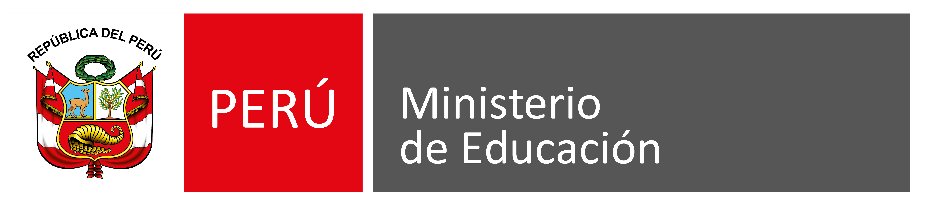 REPÚBLICA DEL PERÚ
PERÚ
Ministerio
de Educación